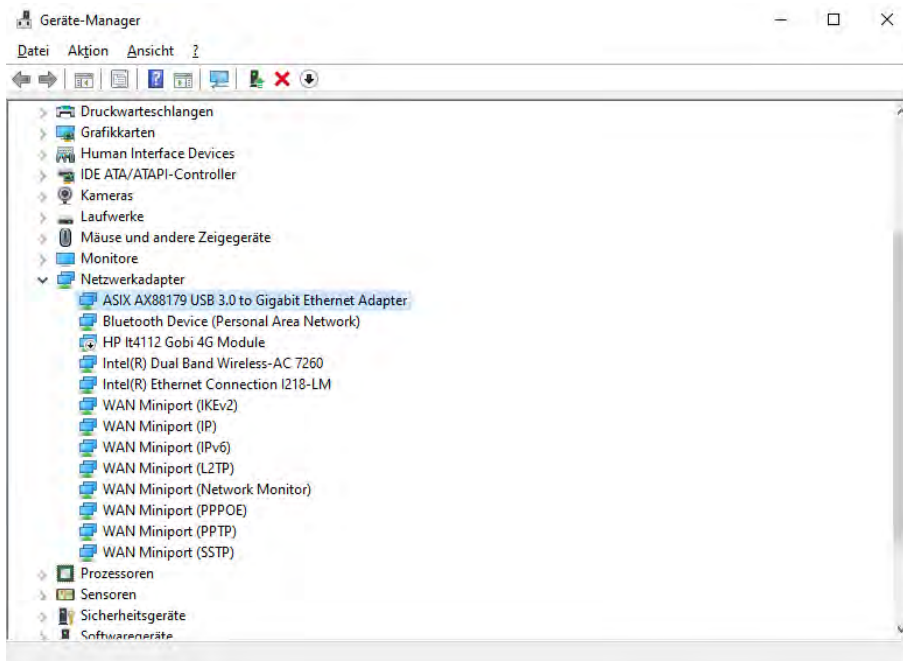 Geräte-Manager
Datei Aktion Ansicht ?
Druckwarteschlangen
Grafikkarten
Human Interface Devices
IDE ATA/ATAPI-Controller
Kameras
Laufwerke
Mäuse und andere Zeigegeräte
Monitore
Netzwerkadapter
ASIX AX88179 USB 3.0 to Gigabit Ethernet Adapter
Bluetooth Device (Personal Area Network)
HP lt4112 Gobi 4G Module
Intel(R) Dual Band Wireless-AC 7260
Intel(R) Ethernet Connection I218-LM
WAN Miniport (IKEv2)
WAN Miniport (IP)
WAN Miniport (IPv6)
WAN Miniport (L2TP)
WAN Miniport (Network Monitor)
WAN Miniport (PPPOE)
WAN Miniport (PPTP)
WAN Miniport (SSTP)
Prozessoren
Sensoren
Sicherheitsgeräte
Softwaregeräte